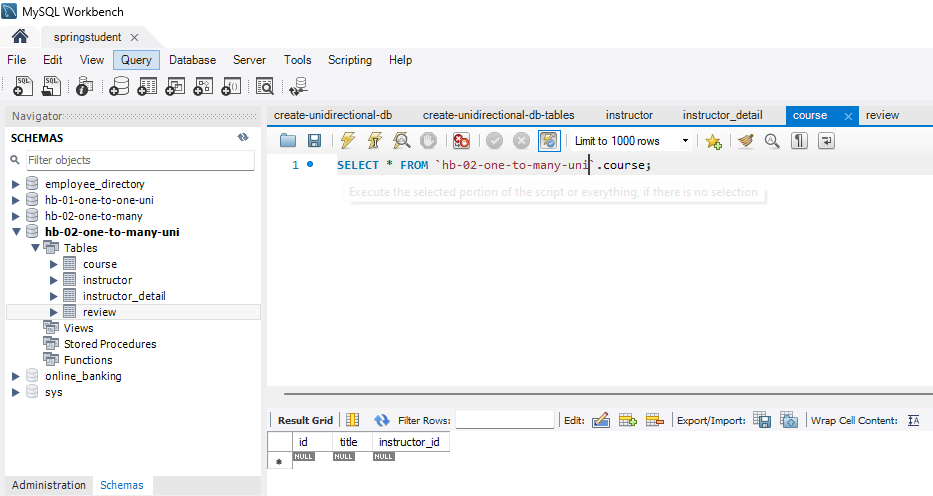 MySQL Workbench
springstudent
File Edit View Query Database Server Tools Scripting Help
Navigator
SCHEMAS
Filter objects
employee_directory
hb-01-one-to-one-uni
hb-02-one-to-many
hb-02-one-to-many-uni
Tables
course
instructor
instructor_detail
review
Views
Stored Procedures
Functions
online_banking
sys
Administration Schemas
create-unidirectional-db create-unidirectional-db-tables instructor instructor_detail course review
Limit to 1000 rows
1 SELECT * FROM `hb-02-one-to-many-uni`.course;
Execute the selected portion of the script or everything, if there is no selection
Result Grid Filter Rows: Edit: Export/Import: Wrap Cell Content:
id title instructor_id
NULL NULL NULL